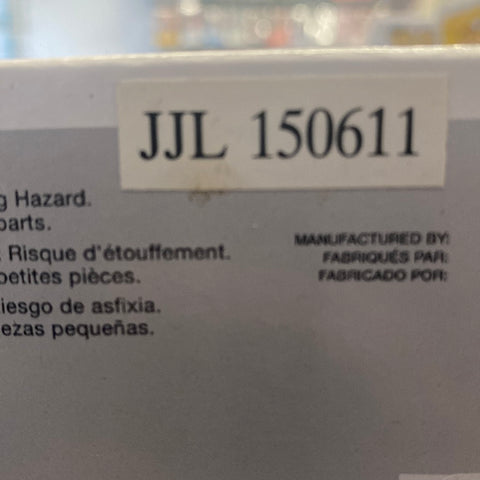 JJL 150611
g Hazard.
parts.
: Risque d'étouffement.
petites pièces.
iesgo de asfixia.
ezas pequeñas.
MANUFACTURED BY:
FABRIQUÉS PAR:
FABRICADO POR: